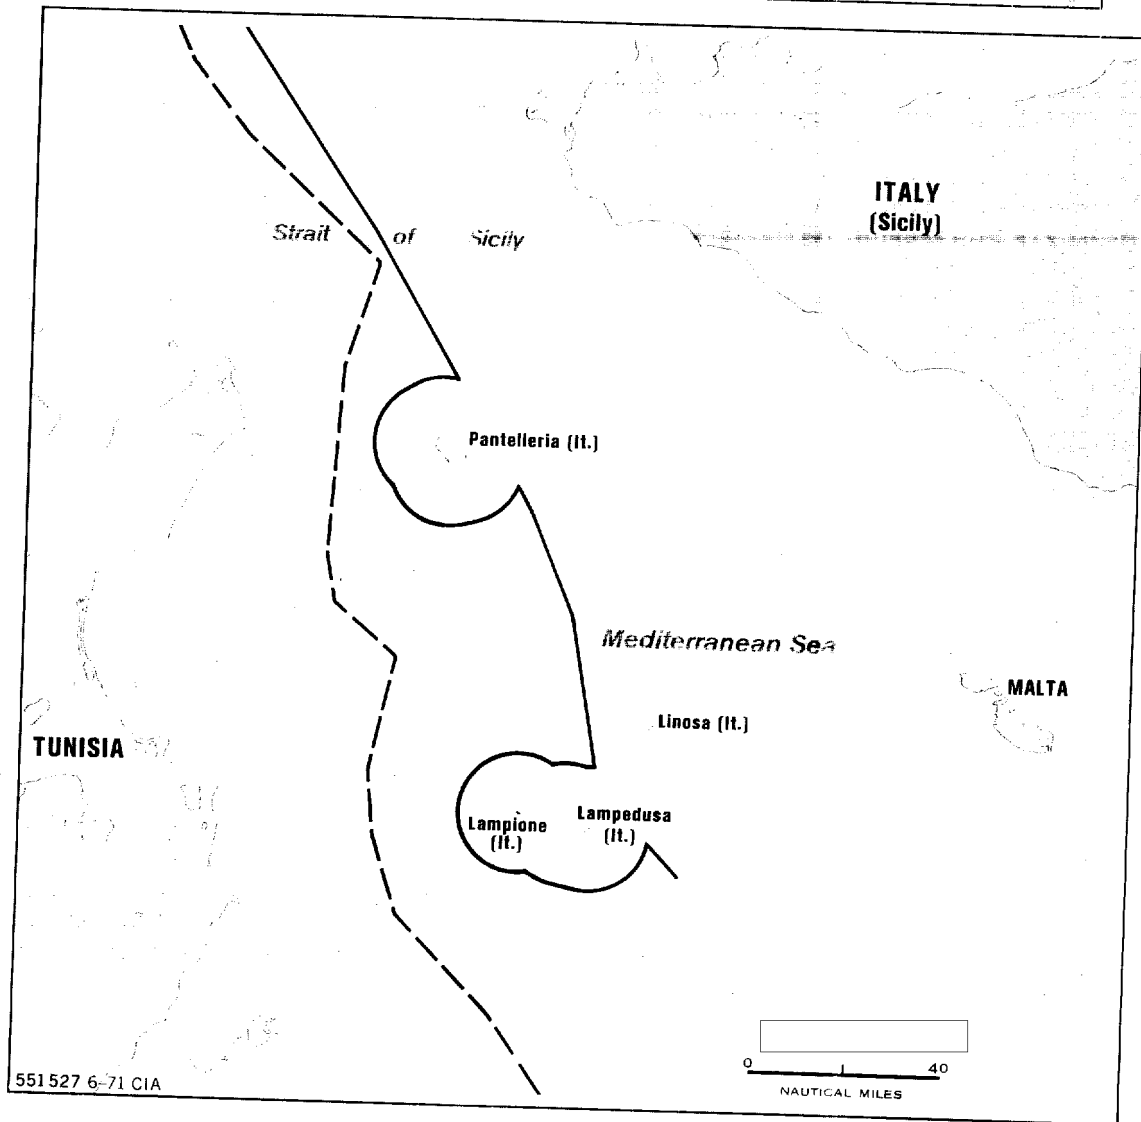 ITALY
(Sicily)
Strait of Sicily
Pantelleria (It.)
Mediterranean Sea
MALTA
Linosa (It.)
TUNISIA
Lampedusa
(It.)
Lampione
(It.)
0 40
NAUTICAL MILES
551527 6-71 CIA